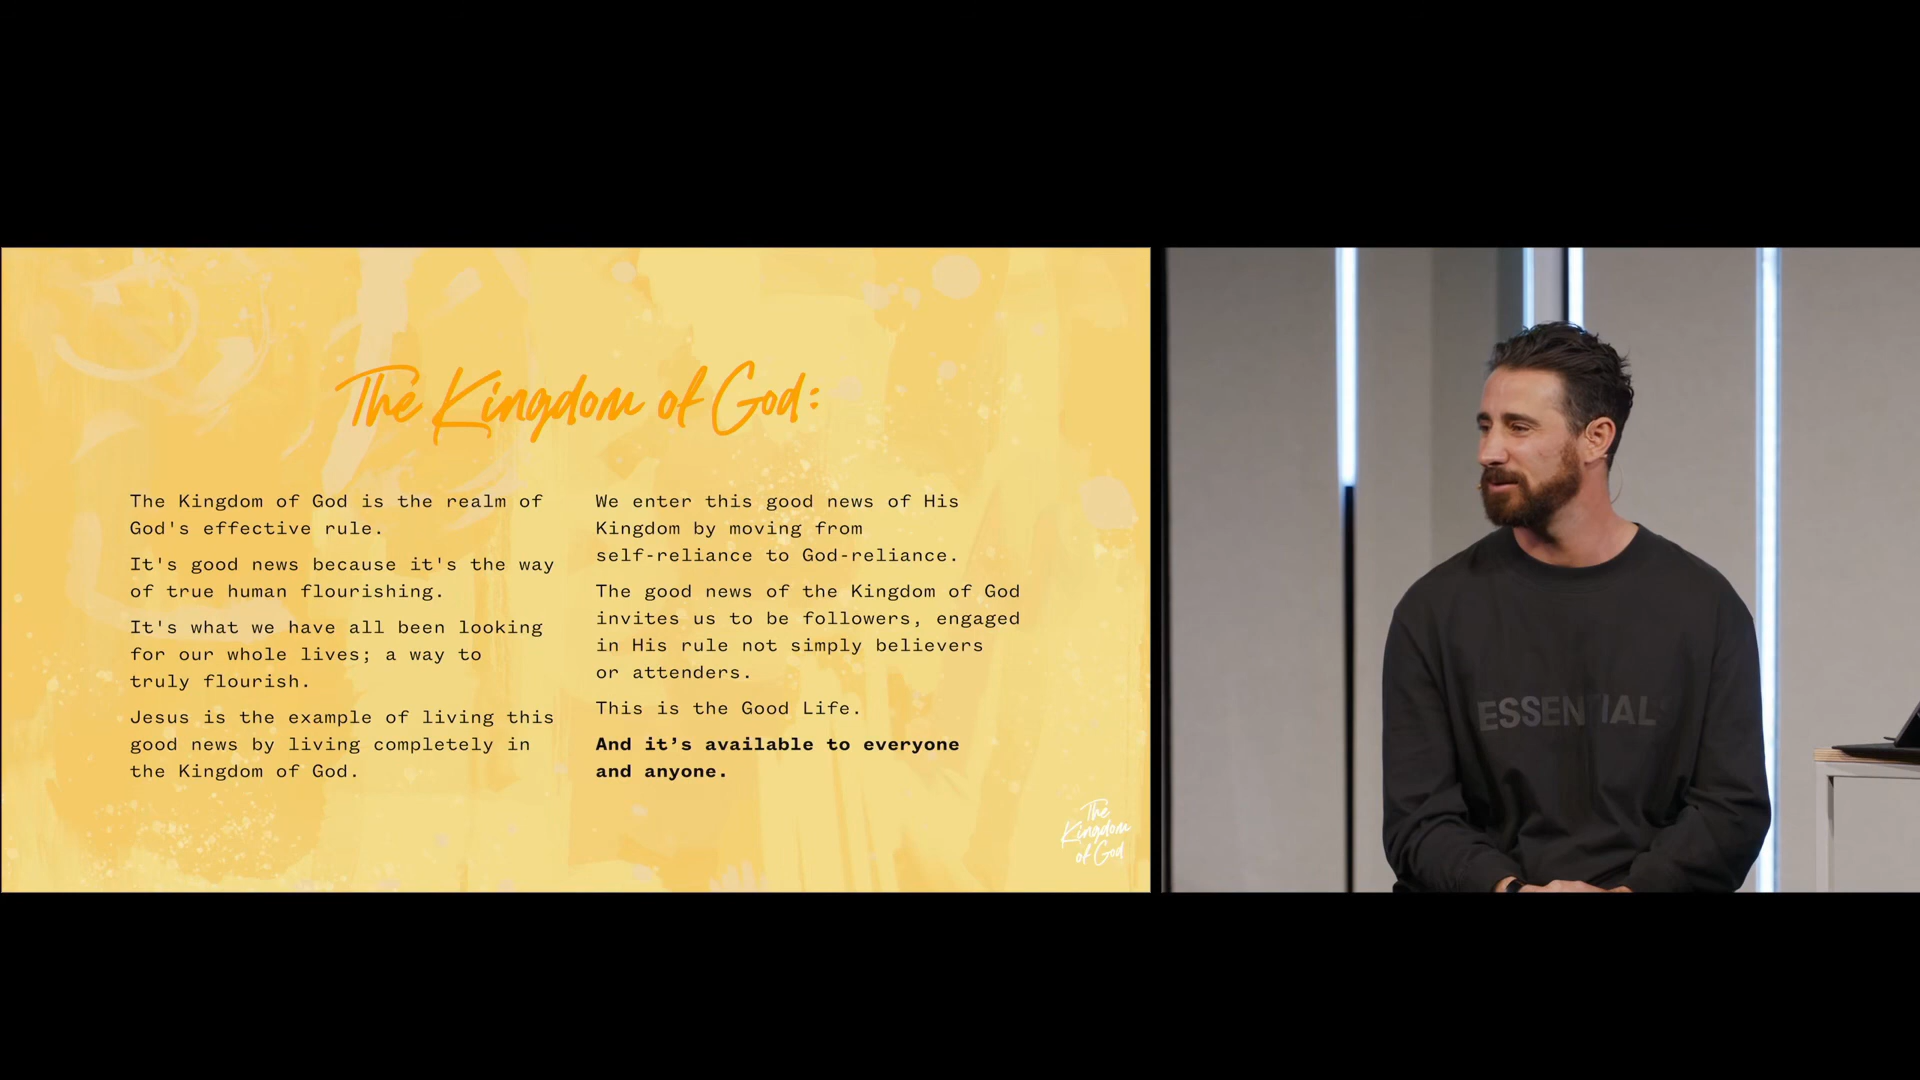 The Kingdom of God:
The Kingdom of God is the realm of
God's effective rule.
It's good news because it's the way
of true human flourishing.
It's what we have all been looking
for our whole lives; a way to
truly flourish.
Jesus is the example of living this
good news by living completely in
the Kingdom of God.
We enter this good news of His
Kingdom by moving from
self-reliance to God-reliance.
The good news of the Kingdom of God
invites us to be followers, engaged
in His rule not simply believers
or attenders.
This is the Good Life.
And it’s available to everyone
and anyone.
The
Kingdom
of God
ESSENTIALS